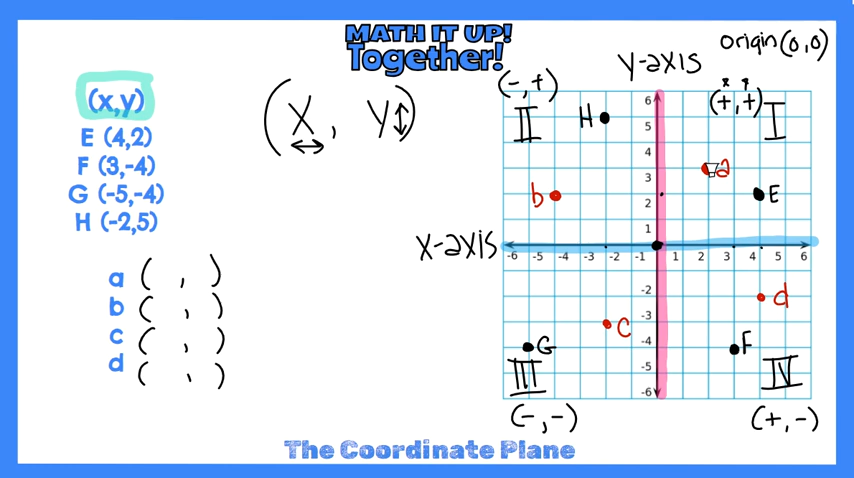 MATH IT UP!
Together!
origin (0,0)
(x,y)
E (4,2)
F (3,-4)
G (-5,-4)
H (-2,5)
(X, Y)
a ( , )
b ( , )
c ( , )
d ( , )
y-axis
(-,+)
II
(+,+)
I
H
a
b
E
x-axis
6
5
4
3
2
1
-2
-3
-4
-5
-6
-6 -5 -4 -3 -2 -1 1 2 3 4 5 6
C
d
G
F
III
IV
(-,-)
(+,-)
The Coordinate Plane